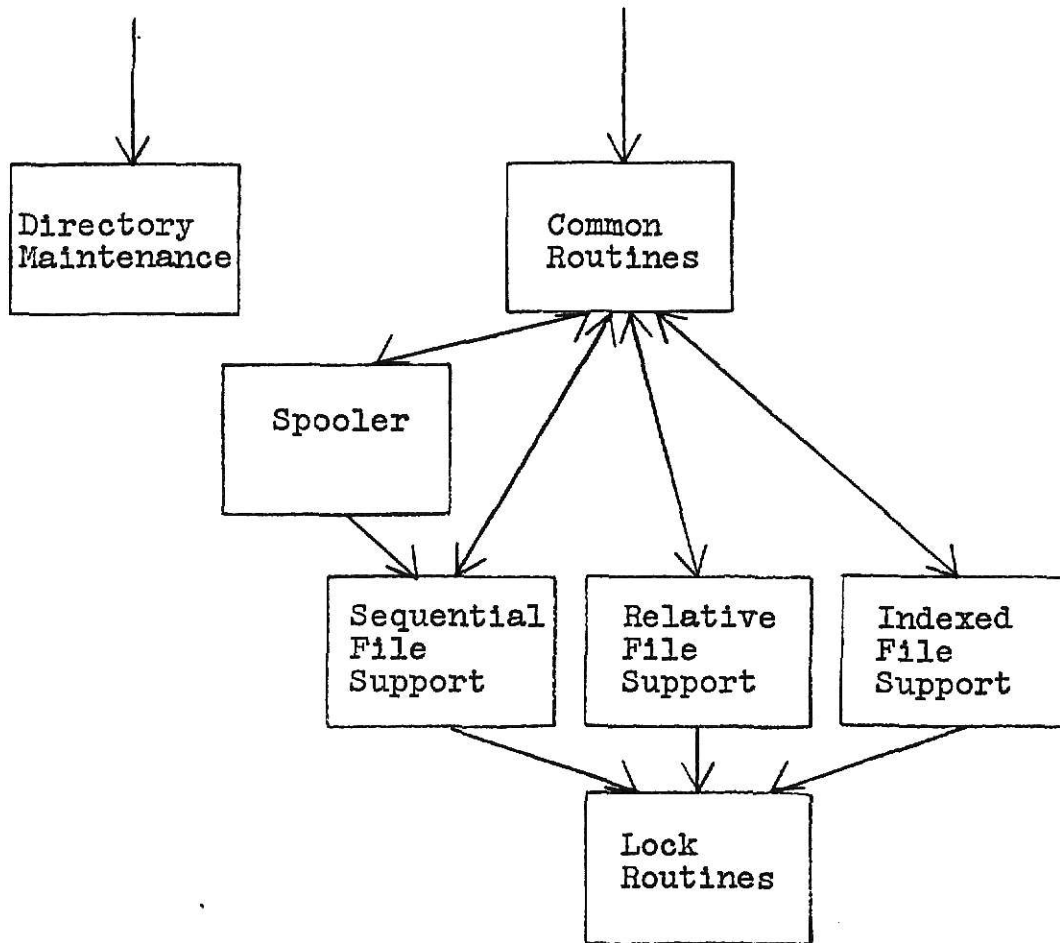 Directory
Maintenance
Common
Routines
Spooler
Sequential
File
Support
Relative
File
Support
Indexed
File
Support
Lock
Routines